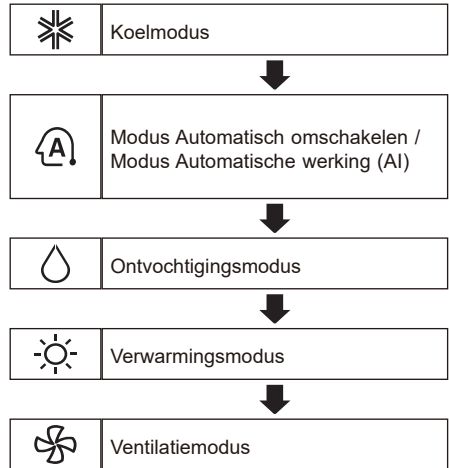 Koelmodus
A
Modus Automatisch omschakelen /
Modus Automatische werking (AI)
Ontvochtigingsmodus
Verwarmingsmodus
Ventilatiemodus